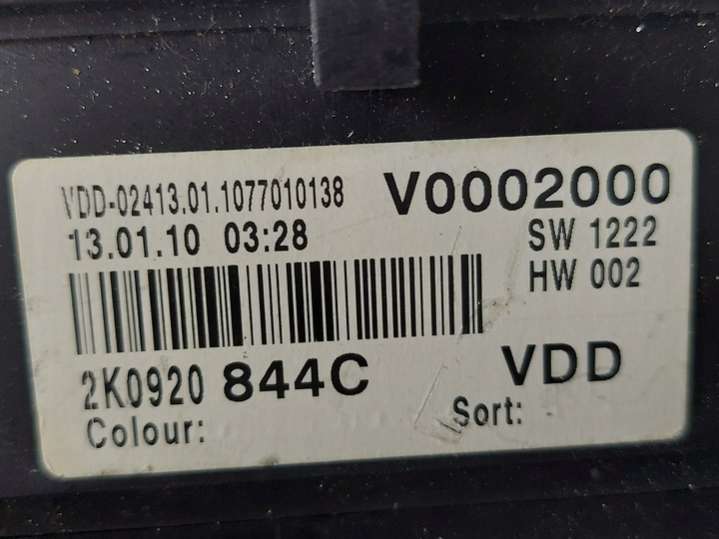 VDD-02413.01.1077010138 V0002000
13.01.10 03:28 SW 1222
HW 002
2K0920 844C VDD
Colour: Sort: